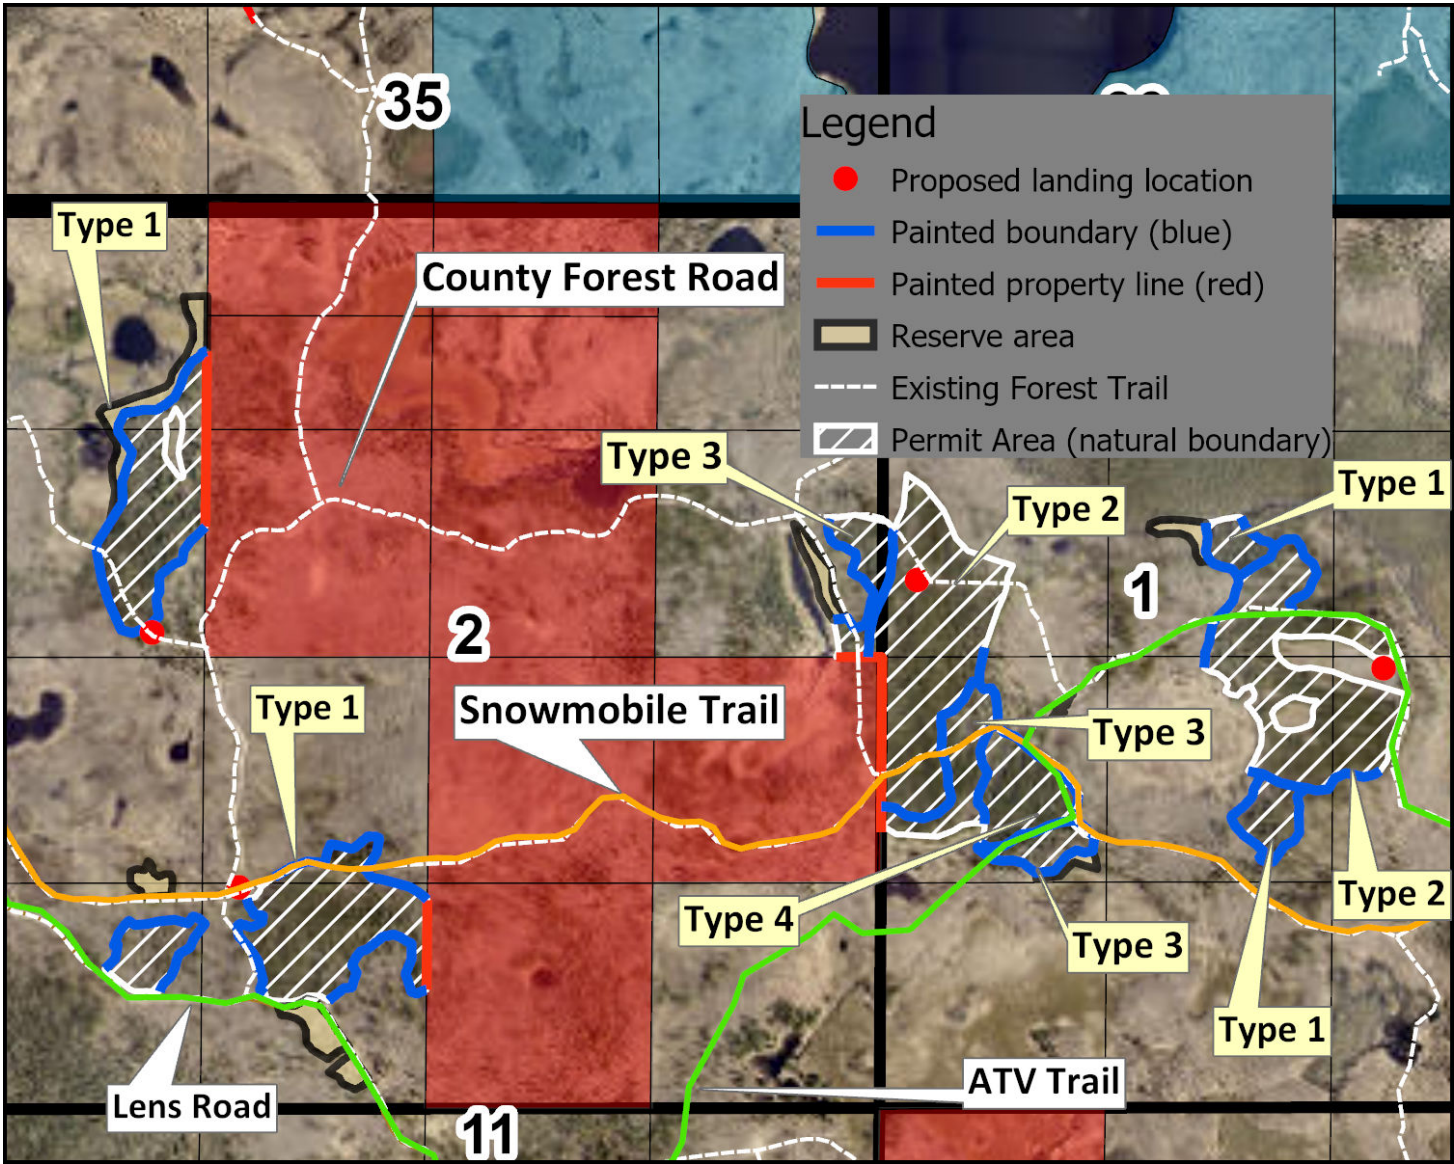 35
Legend
Proposed landing location
Painted boundary (blue)
Painted property line (red)
Reserve area
Existing Forest Trail
Permit Area (natural boundary)
Type 1
County Forest Road
Type 3
Type 1
Type 2
1
2
Type 1
Snowmobile Trail
Type 3
Type 2
Type 4
Type 3
Type 1
ATV Trail
Lens Road
11